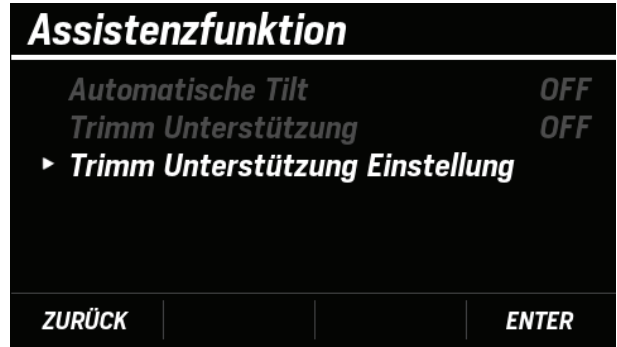 Assistenzfunktion
Automatische Tilt OFF
Trimm Unterstützung OFF
▸ Trimm Unterstützung Einstellung
ZURÜCK ENTER